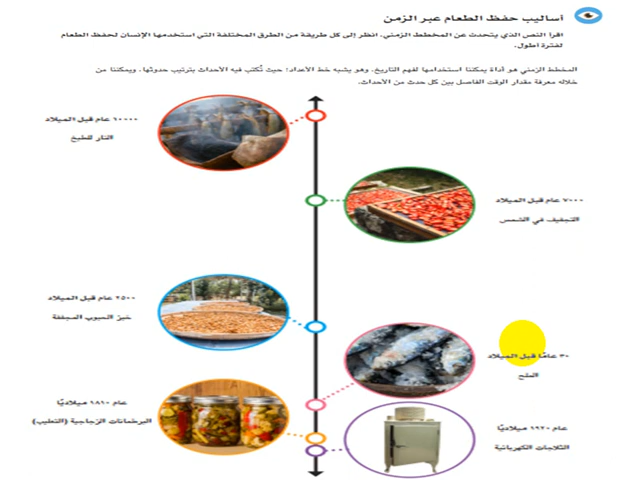 أساليب حفظ الطعام عبر الزمن
اقرأ النص الذي يتحدث عن المخطط الزمني. انظر إلى كل طريقة من الطرق المختلفة التي استخدمها الإنسان لحفظ الطعام
لفترة أطول.
المخطط الزمني هو أداة يمكننا استخدامها لفهم التاريخ. وهو يشبه خط الأعداد؛ حيث تُكتب فيه الأحداث بترتيب حدوثها. ويمكننا من
خلاله معرفة مقدار الوقت الفاصل بين كل حدث من الأحداث.
١٠٠٠٠ عام قبل الميلاد
النار للطبخ
٧٠٠٠ عام قبل الميلاد
التجفيف في الشمس
٢٥٠٠ عام قبل الميلاد
خبز الحبوب المجففة
٣٠ عامًا قبل الميلاد
الملح
عام ١٨١٠ ميلاديًا
البرطمانات الزجاجية (التعليب)
عام ١٩٢٠ ميلاديًا
الثلاجات الكهربائية